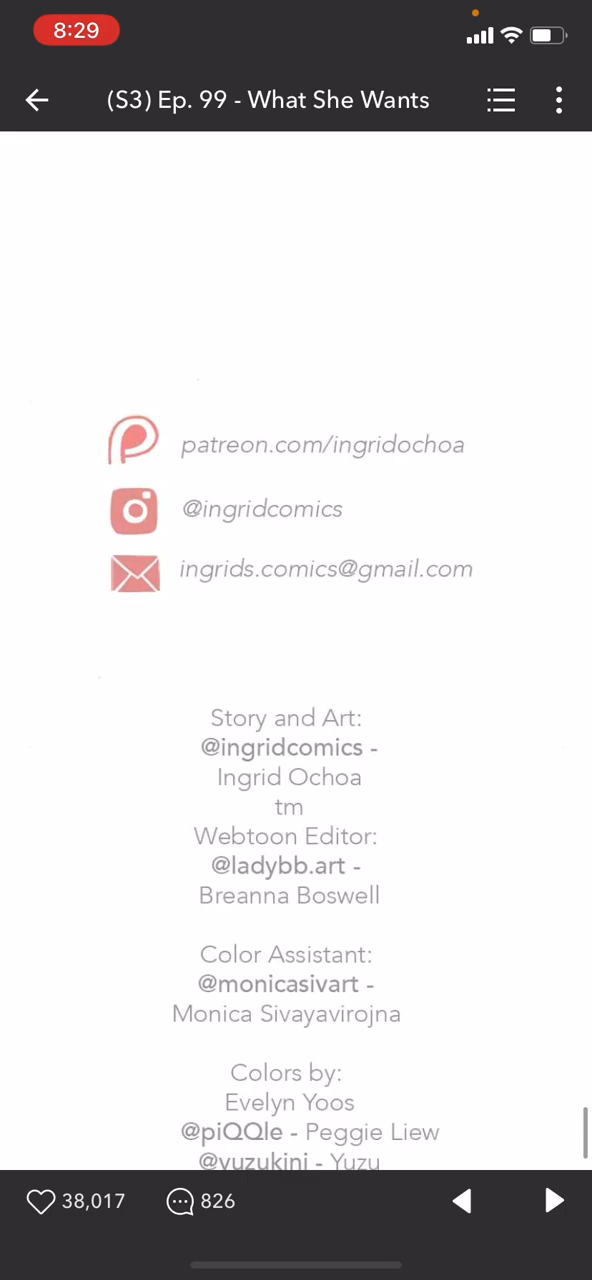 8:29
(S3) Ep. 99 - What She Wants
patreon.com/ingridochoa
@ingridcomics
ingrids.comics@gmail.com
Story and Art:
@ingridcomics -
Ingrid Ochoa
tm
Webtoon Editor:
@ladybb.art -
Breanna Boswell
Color Assistant:
@monicasivart -
Monica Sivayavirojna
Colors by:
Evelyn Yoos
@piQQle - Peggie Liew
@yuzukini - Yuzu
38,017
826